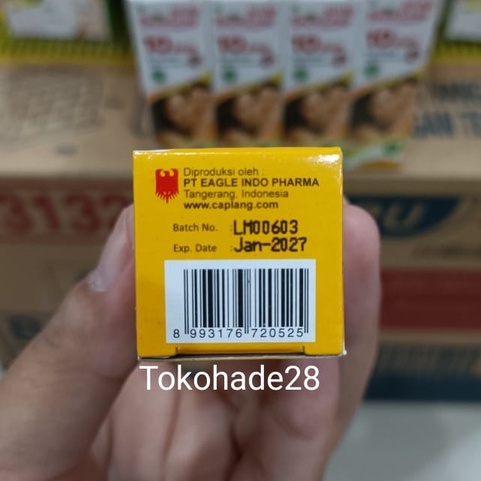 Diproduksi oleh :
PT EAGLE INDO PHARMA
Tangerang, Indonesia
www.caplang.com
Batch No. :LM00603
Exp. Date :Jan-2027
8 993176 720525
Tokohade28